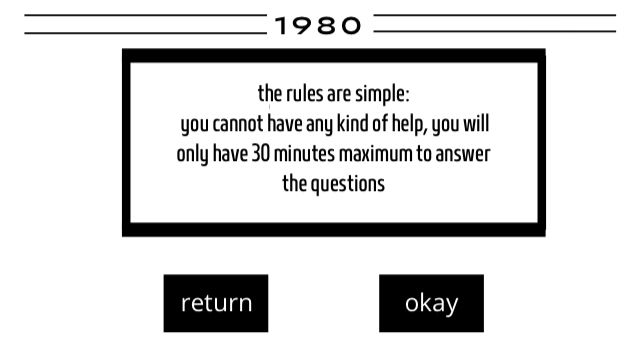 1980
the rules are simple:
you cannot have any kind of help, you will
only have 30 minutes maximum to answer
the questions
return okay